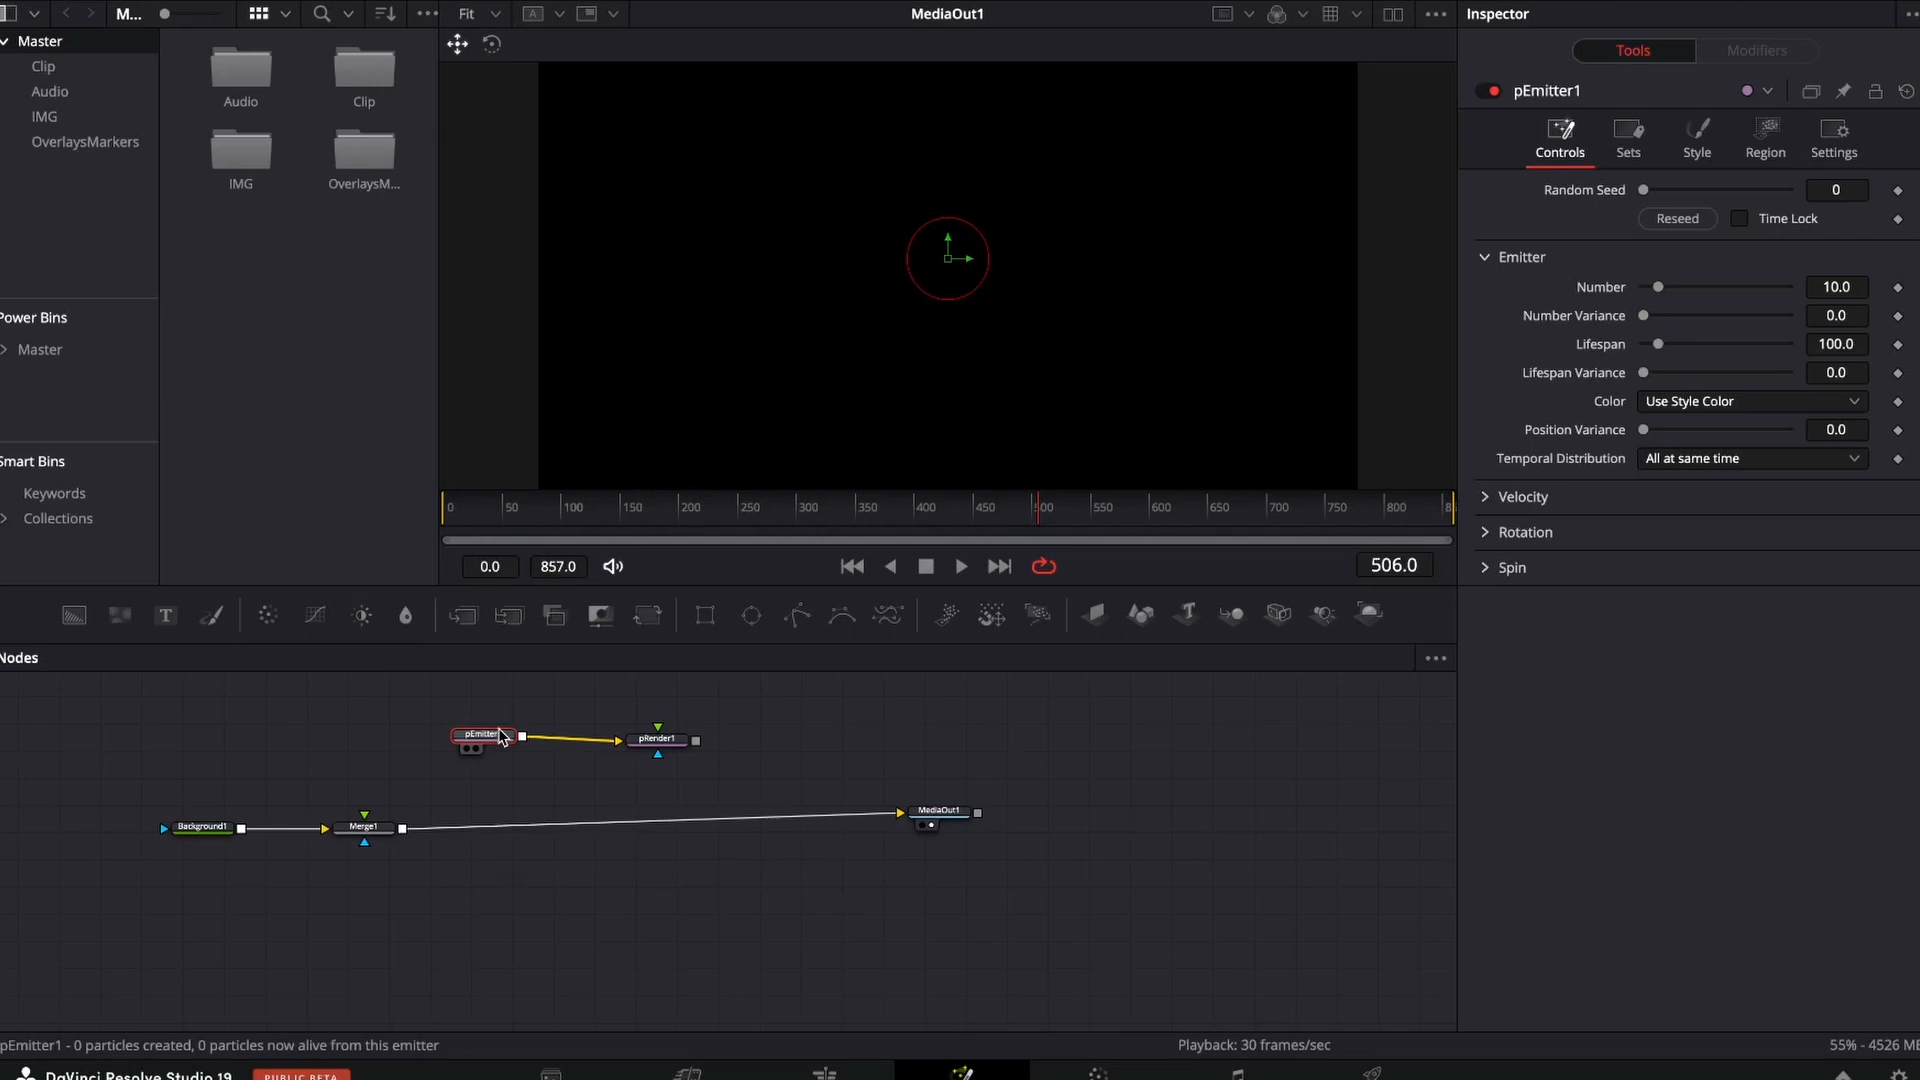 M...
Fit
MediaOut1
Inspector
Master
Clip
Audio
IMG
OverlaysMarkers
Audio
Clip
IMG
OverlaysM...
Power Bins
Master
Smart Bins
Keywords
Collections
0 50 100 150 200 250 300 350 400 450 500 550 600 650 700 750 800
0.0 857.0 506.0
Tools Modifiers
pEmitter1
Controls Sets Style Region Settings
Random Seed 0
Reseed Time Lock
Emitter
Number 10.0
Number Variance 0.0
Lifespan 100.0
Lifespan Variance 0.0
Color Use Style Color
Position Variance 0.0
Temporal Distribution All at same time
Velocity
Rotation
Spin
Nodes
pEmitter
pRender1
Background1
Merge1
MediaOut1
pEmitter1 - 0 particles created, 0 particles now alive from this emitter
Playback: 30 frames/sec
55% - 4526 M
DaVinci Resolve Studio 19
PUBLIC BETA